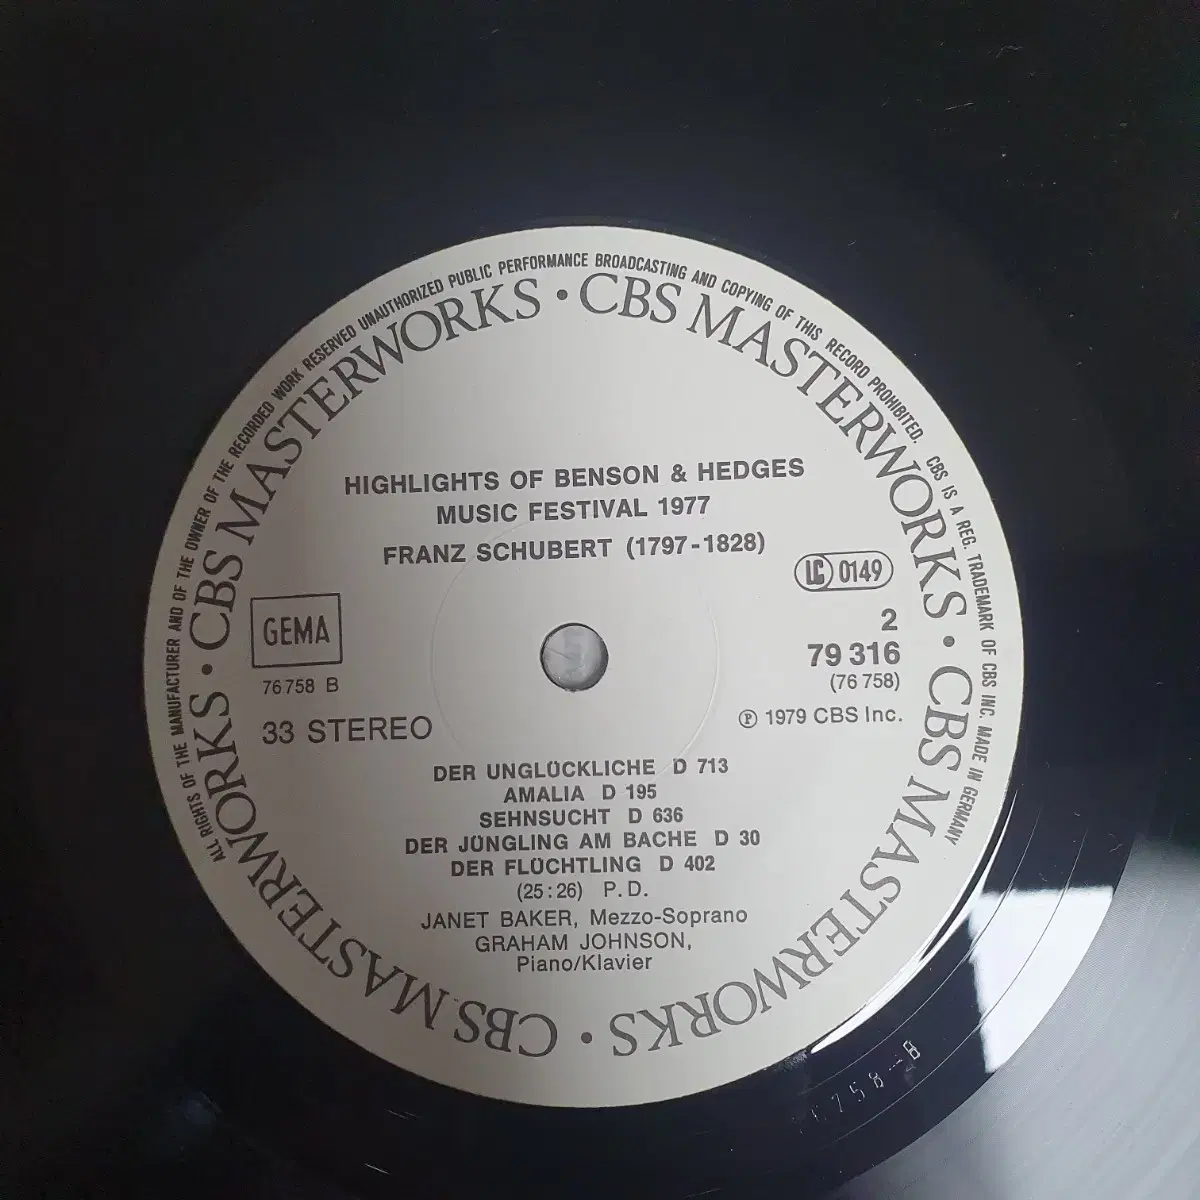 ALL RIGHTS OF THE MANUFACTURER AND OF THE OWNER OF THE RECORDED WORK RESERVED UNAUTHORIZED PUBLIC PERFORMANCE BROADCASTING AND COPYING OF THIS RECORD PROHIBITED. CBS IS A REG. TRADEMARK OF CBS INC. MADE IN GERMANY
CBS MASTERWORKS · CBS MASTERWORKS · CBS MASTERWORKS · CBS MASTERWORKS ·
HIGHLIGHTS OF BENSON & HEDGES
MUSIC FESTIVAL 1977
FRANZ SCHUBERT (1797-1828)
LC 0149
GEMA
2
79 316
76 758 B
(76 758)
33 STEREO
℗ 1979 CBS Inc.
DER UNGLÜCKLICHE D 713
AMALIA D 195
SEHNSUCHT D 636
DER JÜNGLING AM BACHE D 30
DER FLÜCHTLING D 402
(25:26) P.D.
JANET BAKER, Mezzo-Soprano
GRAHAM JOHNSON,
Piano/Klavier